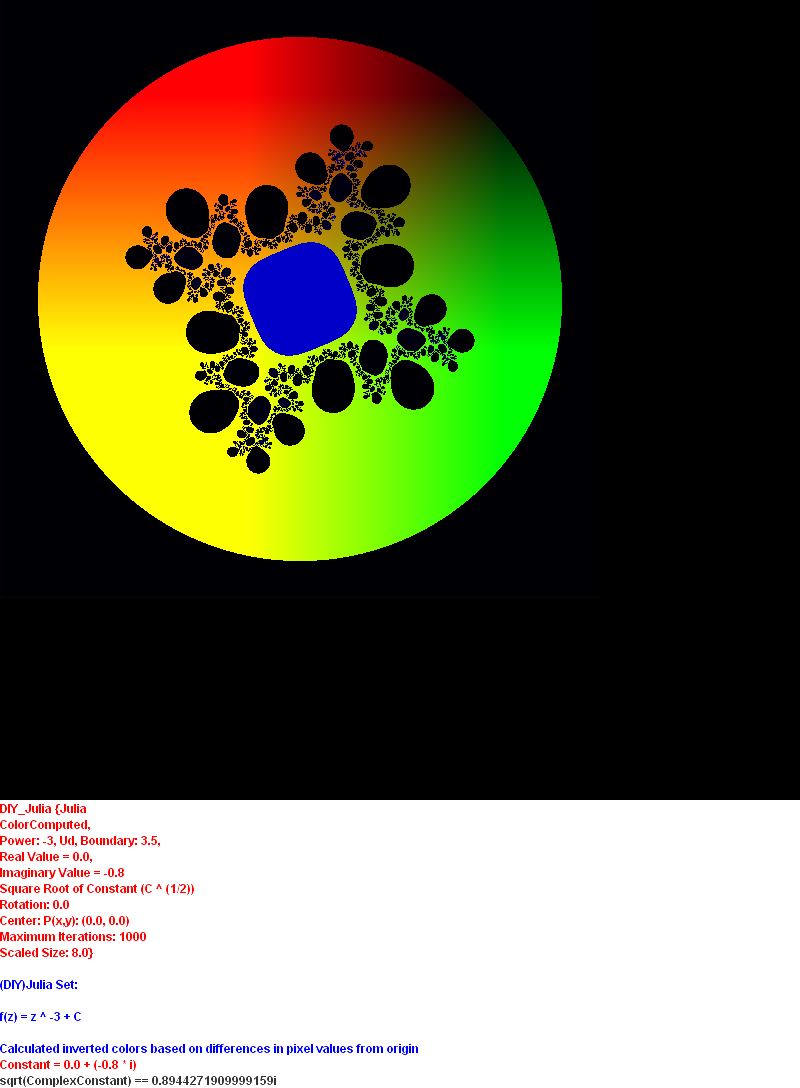 DIY_Julia {Julia
ColorComputed,
Power: -3, Ud, Boundary: 3.5,
Real Value = 0.0,
Imaginary Value = -0.8
Square Root of Constant (C ^ (1/2))
Rotation: 0.0
Center: P(x,y): (0.0, 0.0)
Maximum Iterations: 1000
Scaled Size: 8.0}
(DIY)Julia Set:
f(z) = z ^ -3 + C
Calculated inverted colors based on differences in pixel values from origin
Constant = 0.0 + (-0.8 * i)
sqrt(ComplexConstant) == 0.8944271909999159i